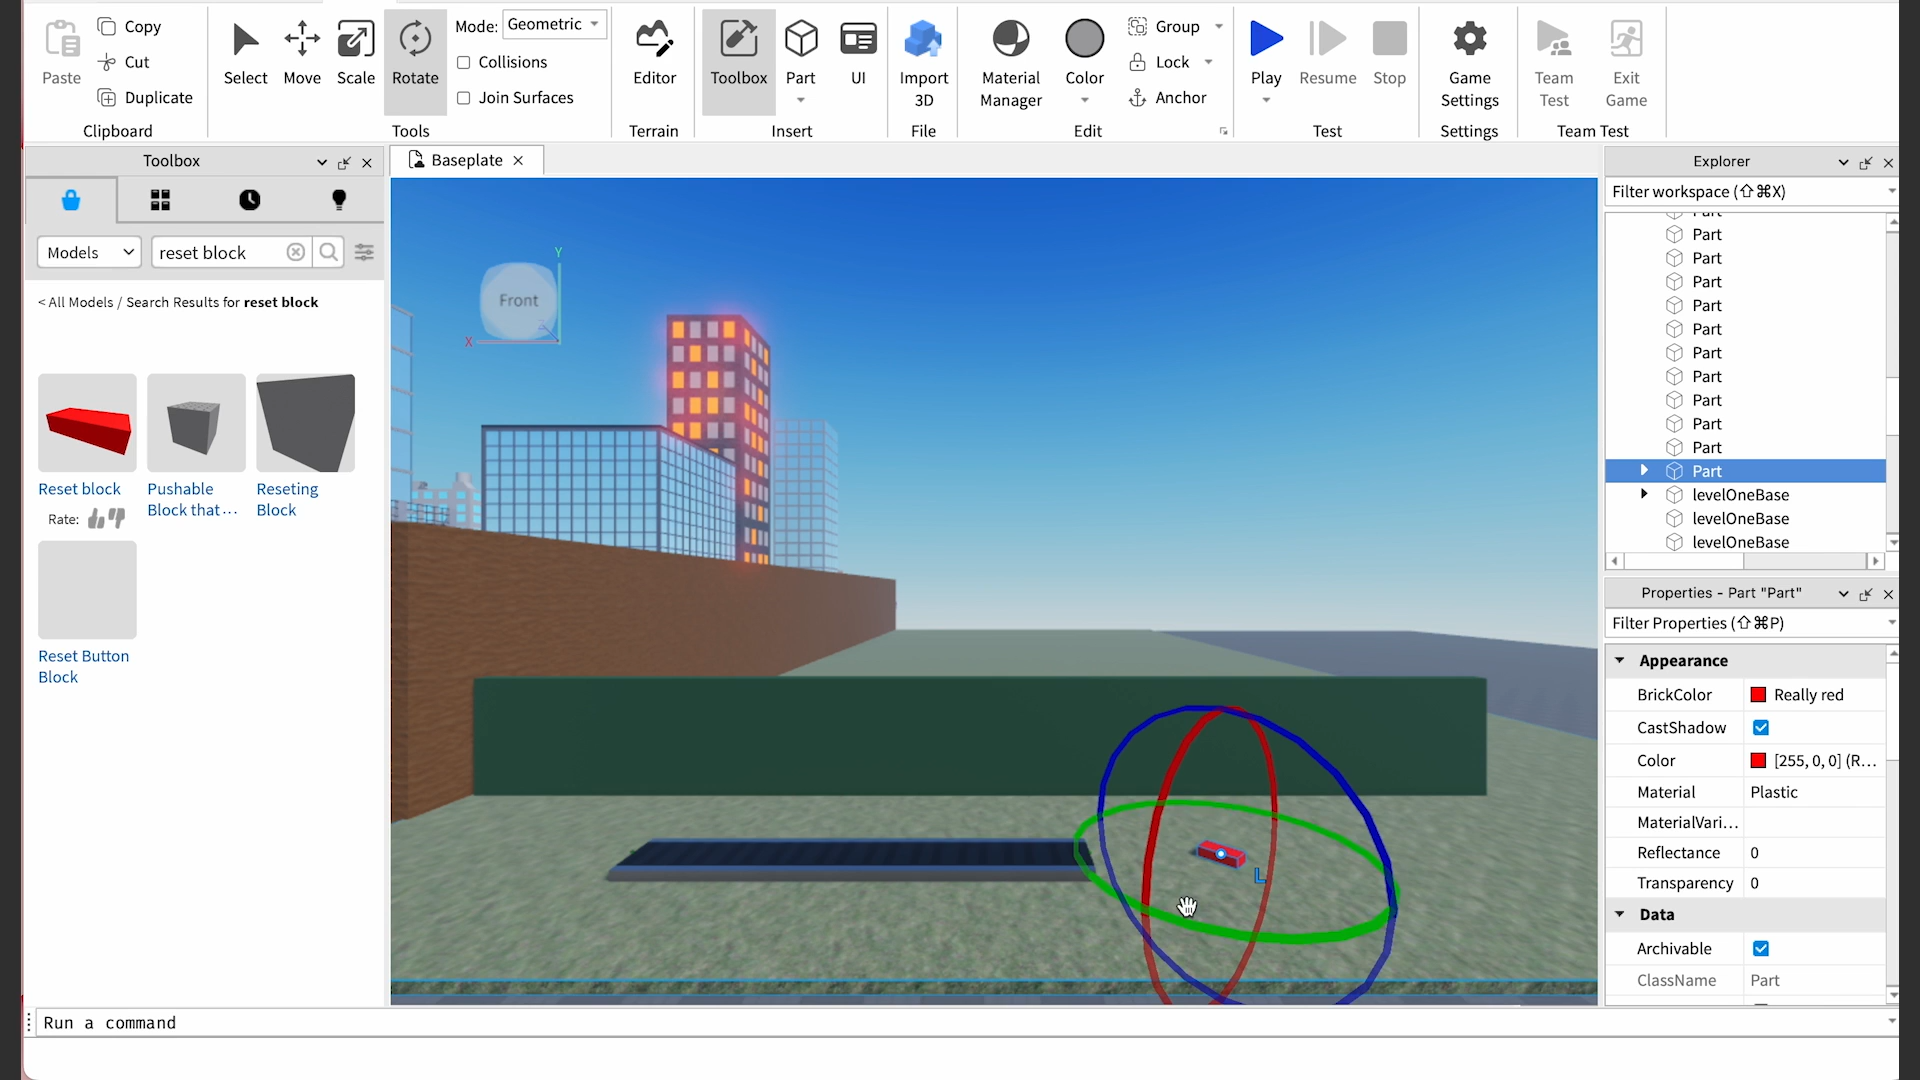 Paste
Copy
Cut
Duplicate
Clipboard
Select
Move
Scale
Rotate
Mode: Geometric
Collisions
Join Surfaces
Tools
Editor
Terrain
Toolbox
Part
UI
Insert
Import
3D
File
Material
Manager
Color
Group
Lock
Anchor
Edit
Play
Resume
Stop
Test
Game
Settings
Settings
Team
Test
Exit
Game
Team Test
Toolbox
Models
reset block
< All Models / Search Results for reset block
Reset block
Rate:
Pushable
Block that...
Reseting
Block
Reset Button
Block
Baseplate
Front
Y
X
Z
L
Explorer
Filter workspace (⇧⌘X)
Part
Part
Part
Part
Part
Part
Part
Part
Part
Part
Part
Part
levelOneBase
levelOneBase
levelOneBase
Properties - Part "Part"
Filter Properties (⇧⌘P)
Appearance
BrickColor Really red
CastShadow
Color [255, 0, 0] (R...
Material Plastic
MaterialVari...
Reflectance 0
Transparency 0
Data
Archivable
ClassName Part
Run a command